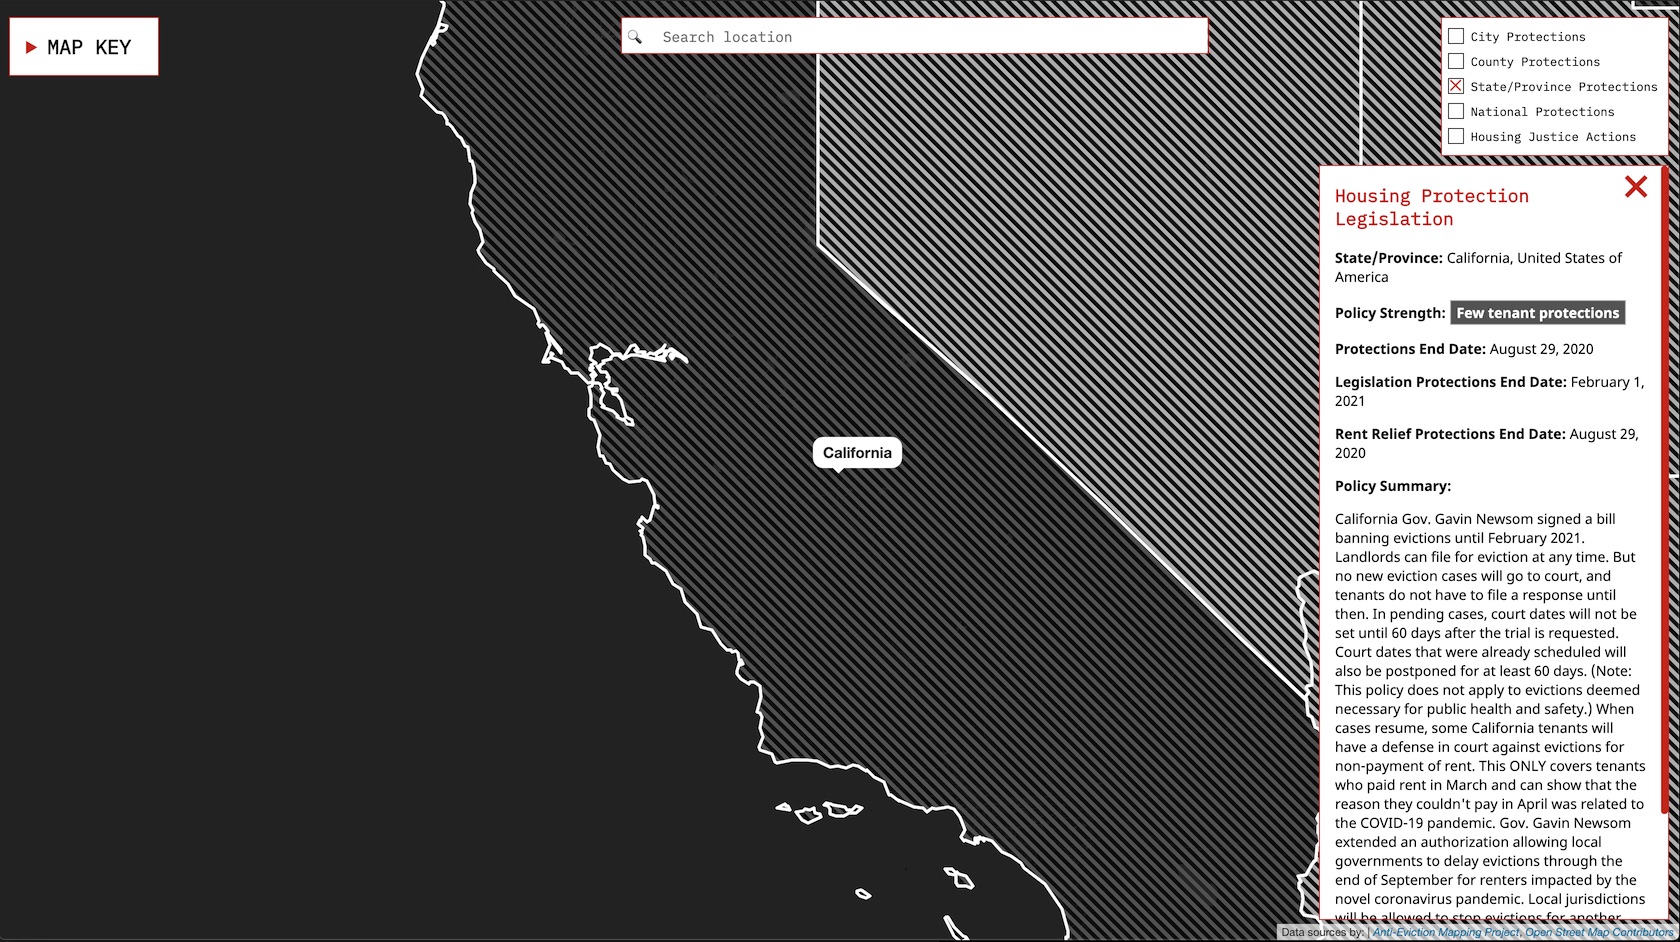 MAP KEY
Search location
City Protections
County Protections
State/Province Protections
National Protections
Housing Justice Actions
Housing Protection
Legislation
State/Province: California, United States of
America
Policy Strength: Few tenant protections
Protections End Date: August 29, 2020
Legislation Protections End Date: February 1,
2021
Rent Relief Protections End Date: August 29,
2020
Policy Summary:
California Gov. Gavin Newsom signed a bill
banning evictions until February 2021.
Landlords can file for eviction at any time. But
no new eviction cases will go to court, and
tenants do not have to file a response until
then. In pending cases, court dates will not be
set until 60 days after the trial is requested.
Court dates that were already scheduled will
also be postponed for at least 60 days. (Note:
This policy does not apply to evictions deemed
necessary for public health and safety.) When
cases resume, some California tenants will
have a defense in court against evictions for
non-payment of rent. This ONLY covers tenants
who paid rent in March and can show that the
reason they couldn't pay in April was related to
the COVID-19 pandemic. Gov. Gavin Newsom
extended an authorization allowing local
governments to delay evictions through the
end of September for renters impacted by the
novel coronavirus pandemic. Local jurisdictions
will be allowed to stop evictions for another
California
Data sources by: | Anti-Eviction Mapping Project, Open Street Map Contributors